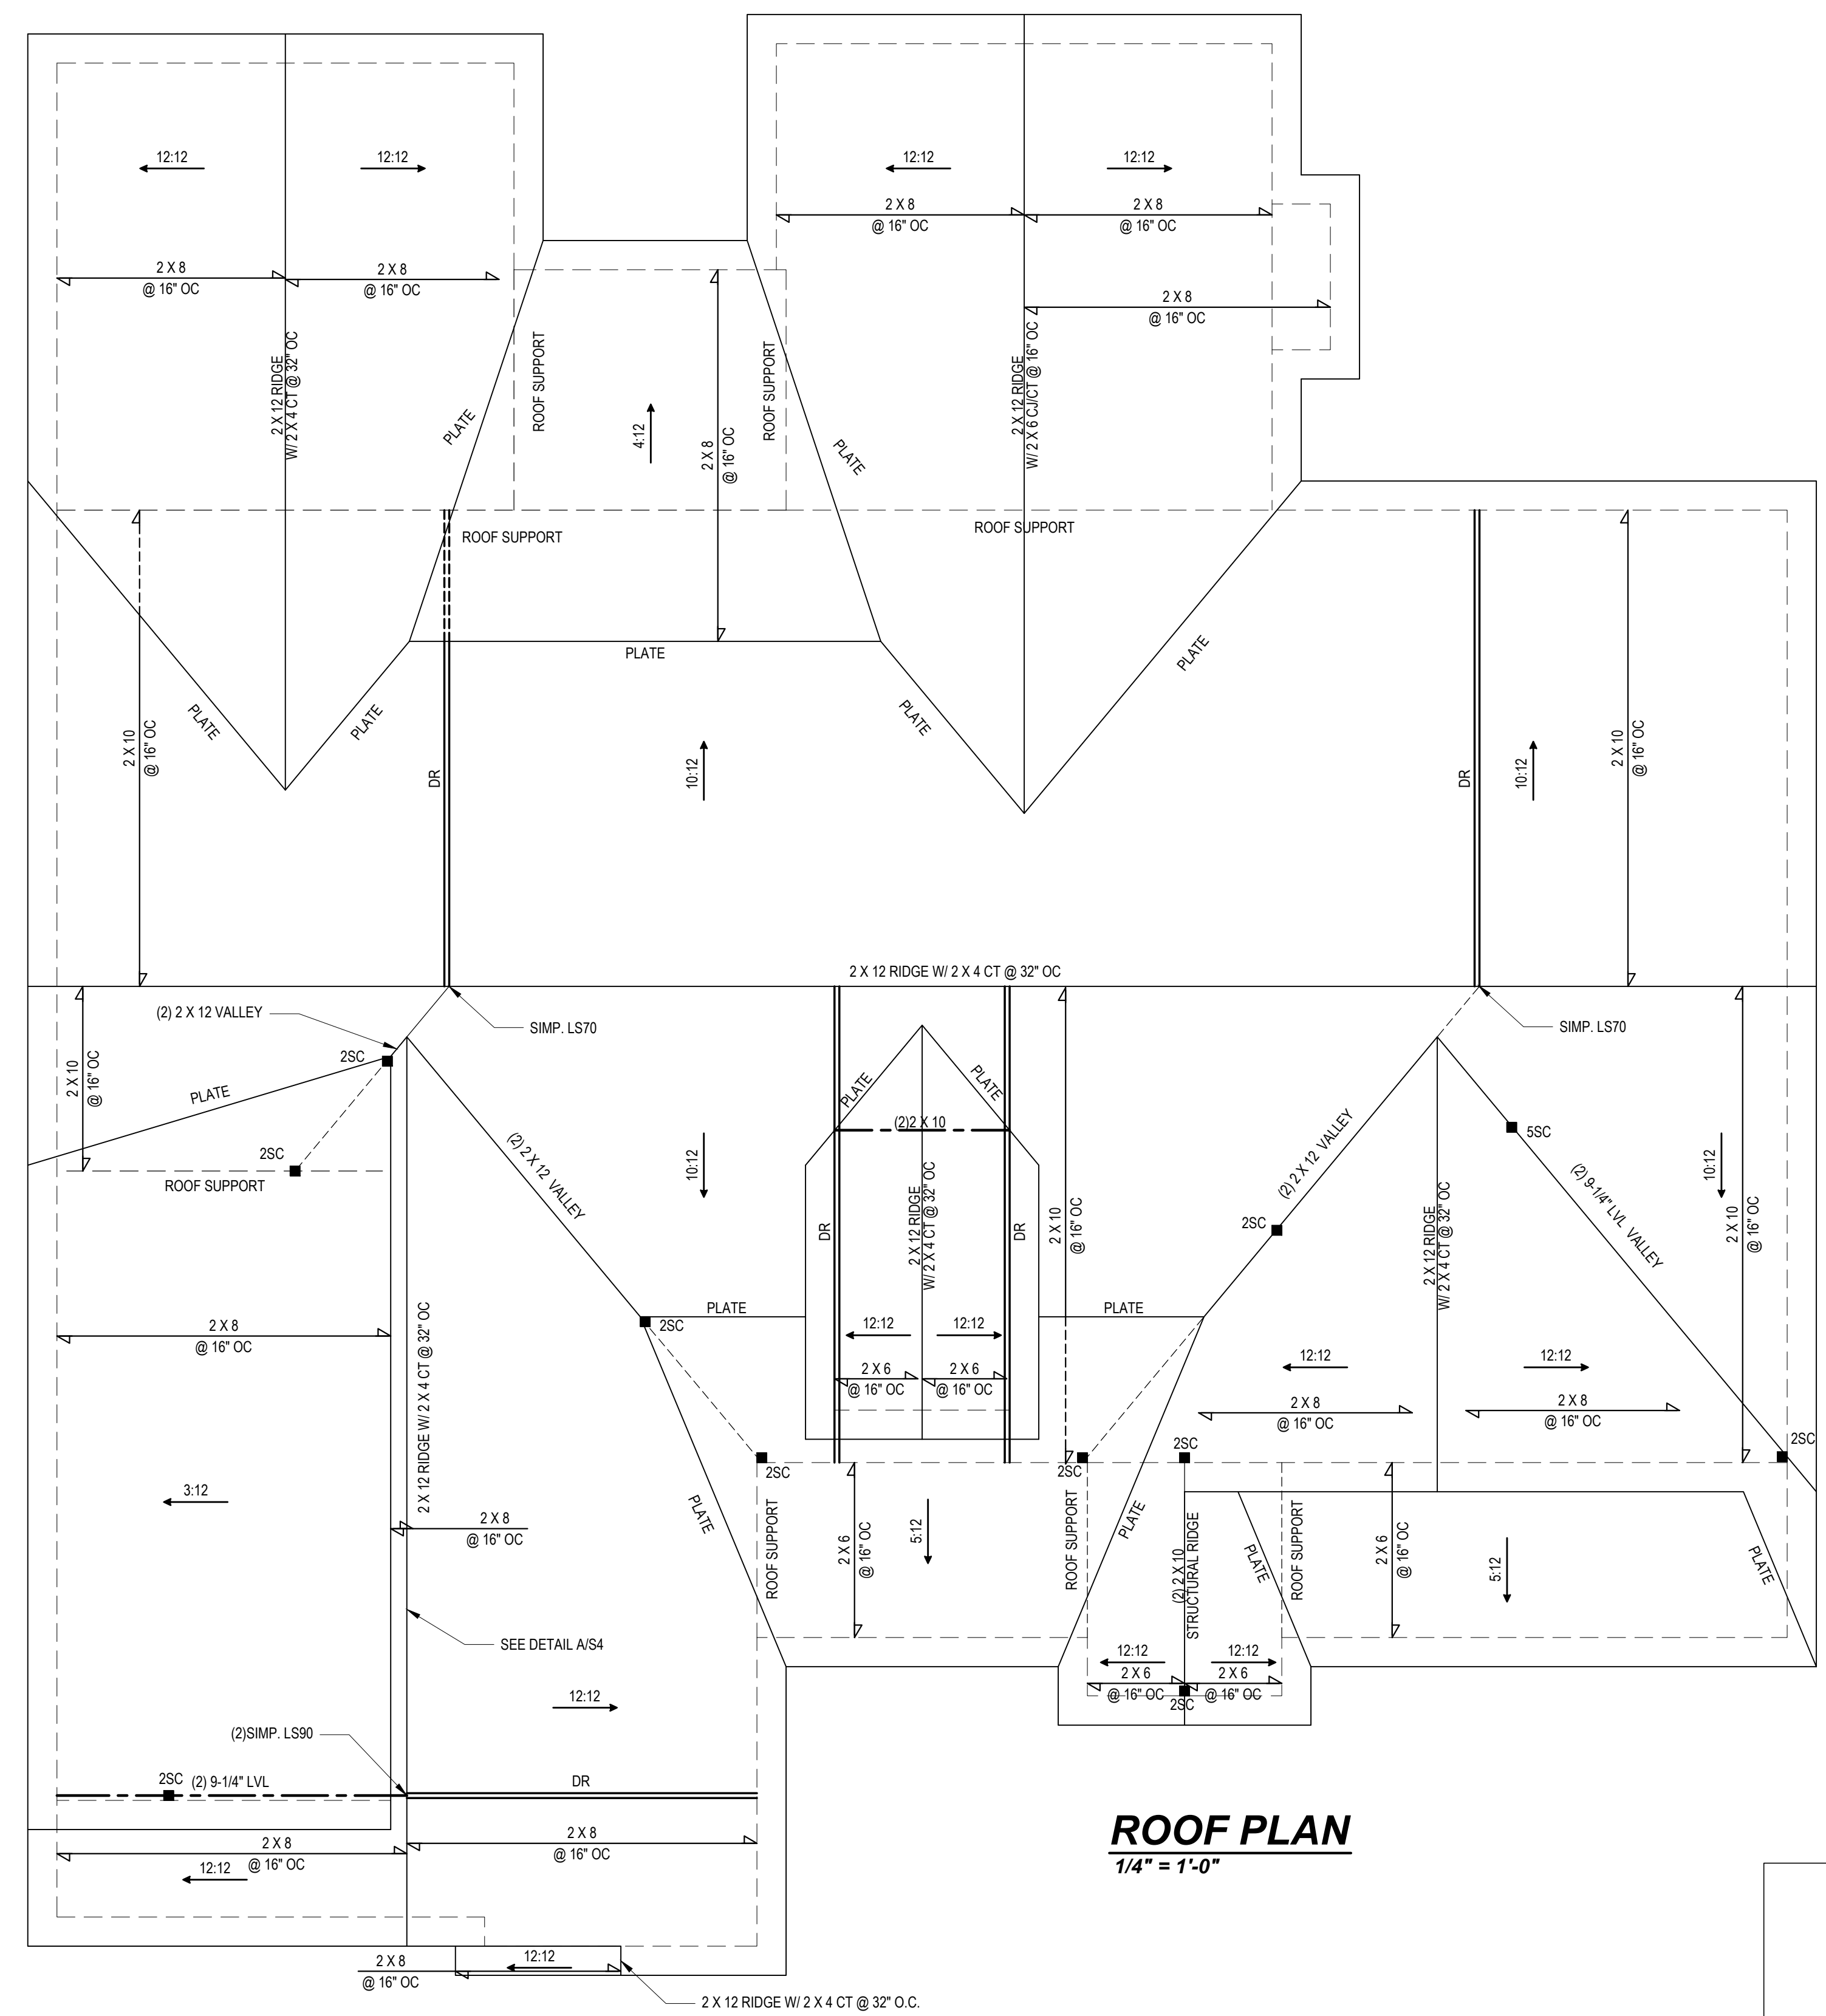 12:12
12:12
12:12
12:12
2 X 8
@ 16" OC
2 X 8
@ 16" OC
2 X 8
@ 16" OC
2 X 8
@ 16" OC
2 X 8
@ 16" OC
2 X 12 RIDGE
W/ 2 X 4 CT @ 32" OC
PLATE
ROOF SUPPORT
4:12
2 X 8
@ 16" OC
ROOF SUPPORT
PLATE
2 X 12 RIDGE
W/ 2 X 6 CJ/CT @ 16" OC
ROOF SUPPORT
ROOF SUPPORT
PLATE
PLATE
PLATE
PLATE
PLATE
2 X 10
@ 16" OC
DR
10:12
DR
10:12
2 X 10
@ 16" OC
2 X 12 RIDGE W/ 2 X 4 CT @ 32" OC
(2) 2 X 12 VALLEY
SIMP. LS70
SIMP. LS70
2SC
2 X 10
@ 16" OC
PLATE
2SC
ROOF SUPPORT
(2) 2 X 12 VALLEY
10:12
PLATE
PLATE
(2)2 X 10
DR
2 X 12 RIDGE
W/ 2 X 4 CT @ 32" OC
DR
2 X 10
@ 16" OC
(2) 2 X 12 VALLEY
2SC
5SC
2 X 12 RIDGE
W/ 2 X 4 CT @ 32" OC
(2) 9-1/4" LVL VALLEY
10:12
2 X 10
@ 16" OC
PLATE
2SC
PLATE
12:12
12:12
2 X 6
@ 16" OC
2 X 6
@ 16" OC
2 X 8
@ 16" OC
2 X 12 RIDGE W/ 2 X 4 CT @ 32" OC
12:12
12:12
2 X 8
@ 16" OC
2 X 8
@ 16" OC
2SC
2SC
2SC
2SC
3:12
2 X 8
@ 16" OC
PLATE
ROOF SUPPORT
2 X 6
@ 16" OC
5:12
ROOF SUPPORT
PLATE
(2) 2 X 10
STRUCTURAL RIDGE
PLATE
ROOF SUPPORT
2 X 6
@ 16" OC
5:12
PLATE
SEE DETAIL A/S4
12:12
12:12
2 X 6
@ 16" OC
2 X 6
@ 16" OC
2SC
12:12
(2)SIMP. LS90
2SC
(2) 9-1/4" LVL
DR
2 X 8
@ 16" OC
2 X 8
@ 16" OC
12:12
ROOF PLAN
1/4" = 1'-0"
2 X 8
@ 16" OC
12:12
2 X 12 RIDGE W/ 2 X 4 CT @ 32" O.C.